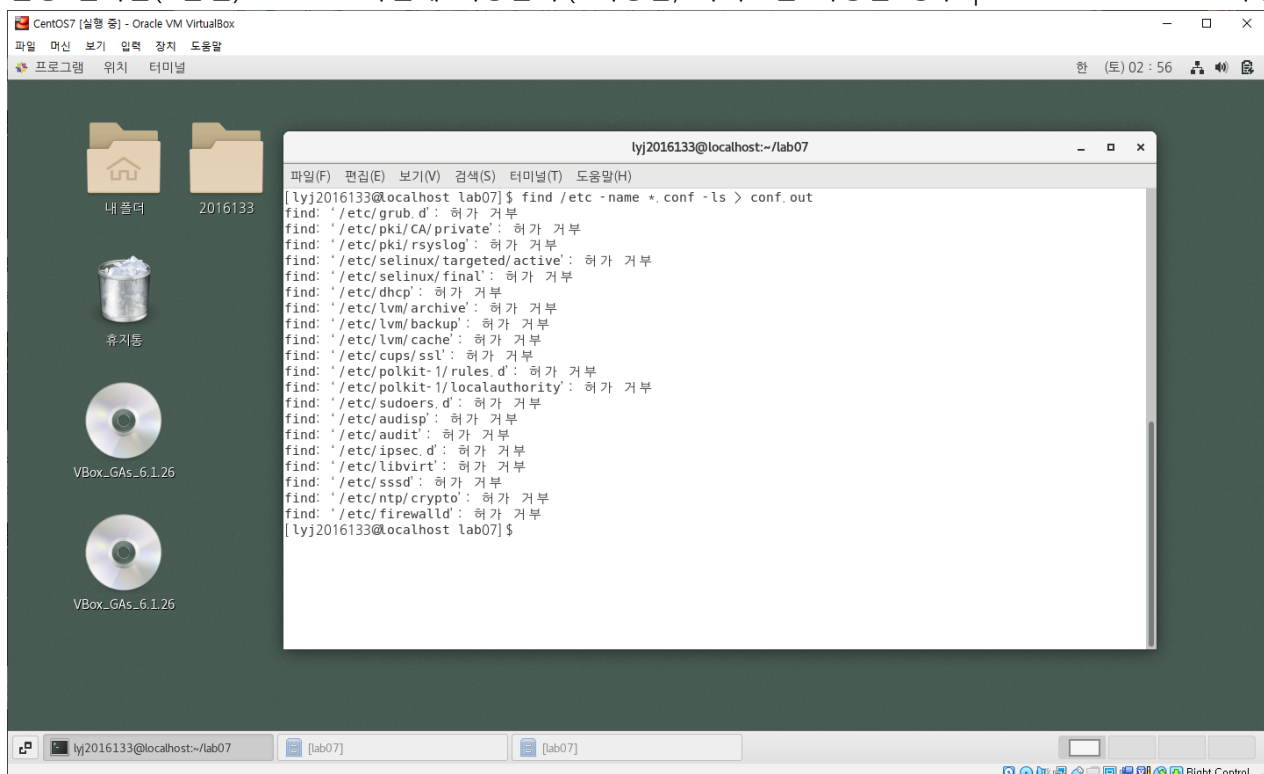 CentOS7 [실행 중] - Oracle VM VirtualBox
파일 머신 보기 입력 장치 도움말
프로그램 위치 터미널 한 (토) 02 : 56
내 폴더
2016133
휴지통
VBox_GAs_6.1.26
VBox_GAs_6.1.26
lyj2016133@localhost:~/lab07
파일(F) 편집(E) 보기(V) 검색(S) 터미널(T) 도움말(H)
[lyj2016133@localhost lab07]$ find /etc -name *.conf -ls > conf.out
find: ‘/etc/grub.d’: 허가 거부
find: ‘/etc/pki/CA/private’: 허가 거부
find: ‘/etc/pki/rsyslog’: 허가 거부
find: ‘/etc/selinux/targeted/active’: 허가 거부
find: ‘/etc/selinux/final’: 허가 거부
find: ‘/etc/dhcp’: 허가 거부
find: ‘/etc/lvm/archive’: 허가 거부
find: ‘/etc/lvm/backup’: 허가 거부
find: ‘/etc/lvm/cache’: 허가 거부
find: ‘/etc/cups/ssl’: 허가 거부
find: ‘/etc/polkit-1/rules.d’: 허가 거부
find: ‘/etc/polkit-1/localauthority’: 허가 거부
find: ‘/etc/sudoers.d’: 허가 거부
find: ‘/etc/audisp’: 허가 거부
find: ‘/etc/audit’: 허가 거부
find: ‘/etc/ipsec.d’: 허가 거부
find: ‘/etc/libvirt’: 허가 거부
find: ‘/etc/sssd’: 허가 거부
find: ‘/etc/ntp/crypto’: 허가 거부
find: ‘/etc/firewalld’: 허가 거부
[lyj2016133@localhost lab07]$
lyj2016133@localhost:~/lab07 [lab07] [lab07]
Right Control